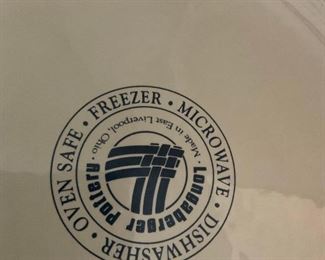 OVEN SAFE • FREEZER • MICROWAVE • DISHWASHER •
Made in East Liverpool, Ohio •
Longaberger Pottery